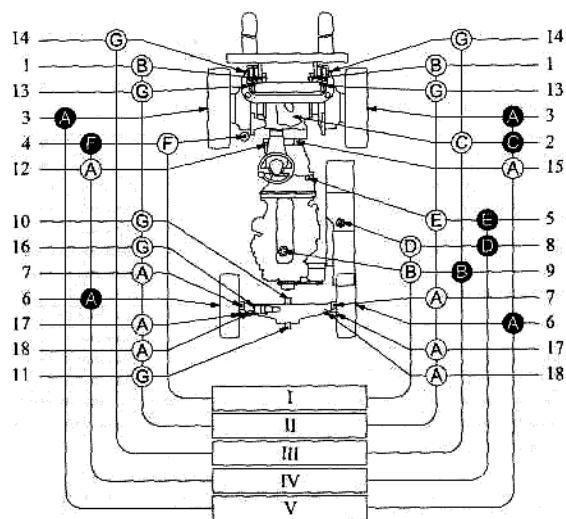 14 G G 14
1 B B 1
13 G G 13
3 A A 3
4 F F C C 2
12 A A 15
E E 5
10 G D D 8
16 G B B 9
7 A A 7
6 A A 6
17 A A 17
18 A A 18
11 G
I
II
III
IV
V